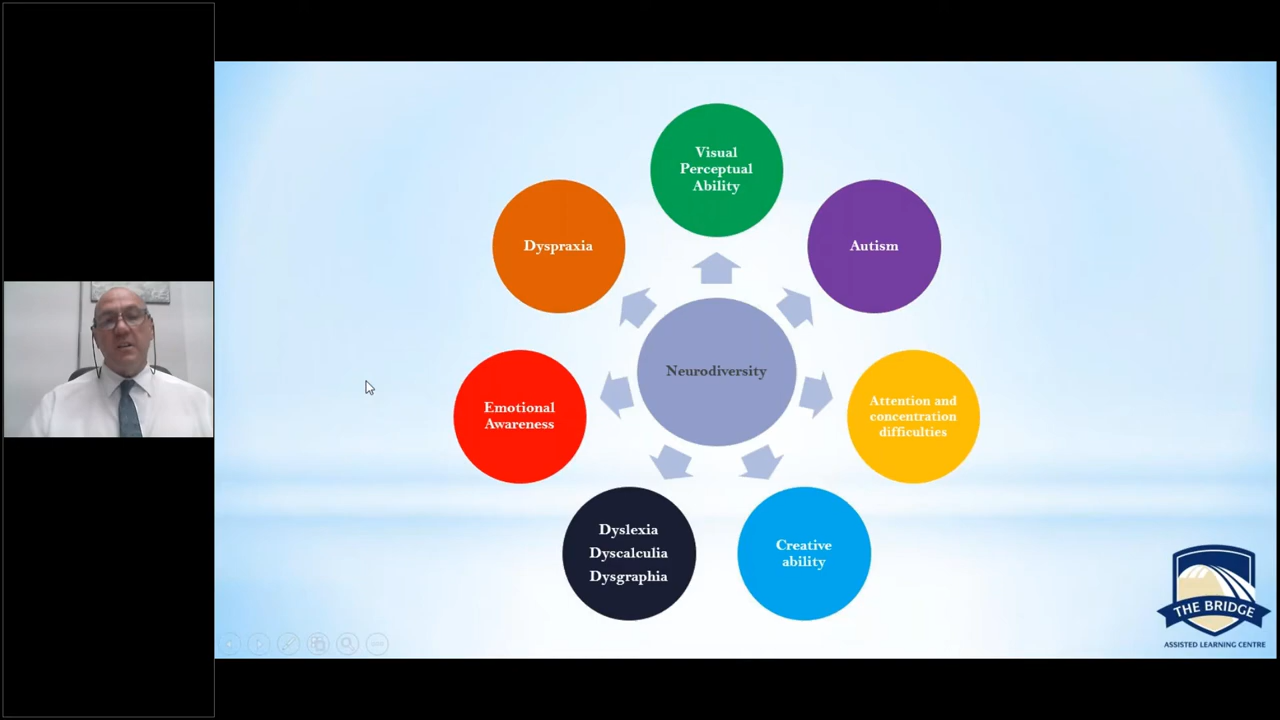 Visual
Perceptual
Ability
Dyspraxia
Autism
Neurodiversity
Emotional
Awareness
Attention and
concentration
difficulties
Dyslexia
Dyscalculia
Dysgraphia
Creative
ability
THE BRIDGE
ASSISTED LEARNING CENTRE